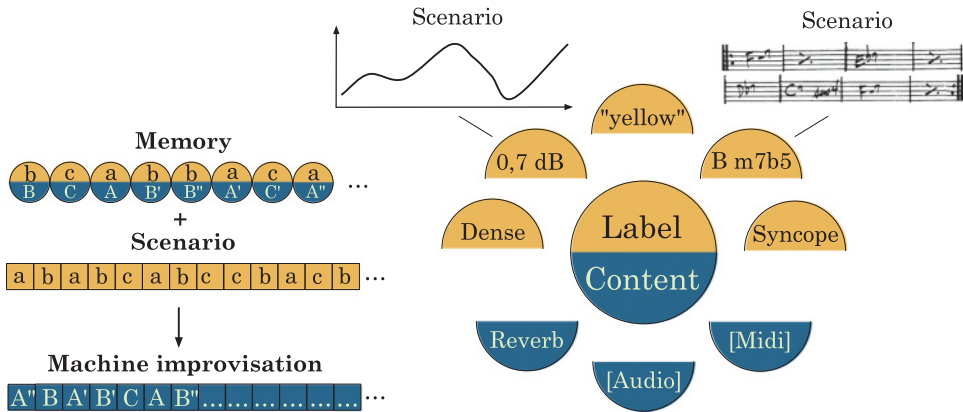 Scenario
Scenario
"yellow"
0,7 dB
B m7b5
Memory
b c a b b a c a ...
B C A B' B" A' C' A"
+
Scenario
a b a b c a b c c b a c b ...
Machine improvisation
A" B A' B' C A B" ... ... ... ... ... ... ...
Dense
Label
Syncope
Content
Reverb
[Midi]
[Audio]